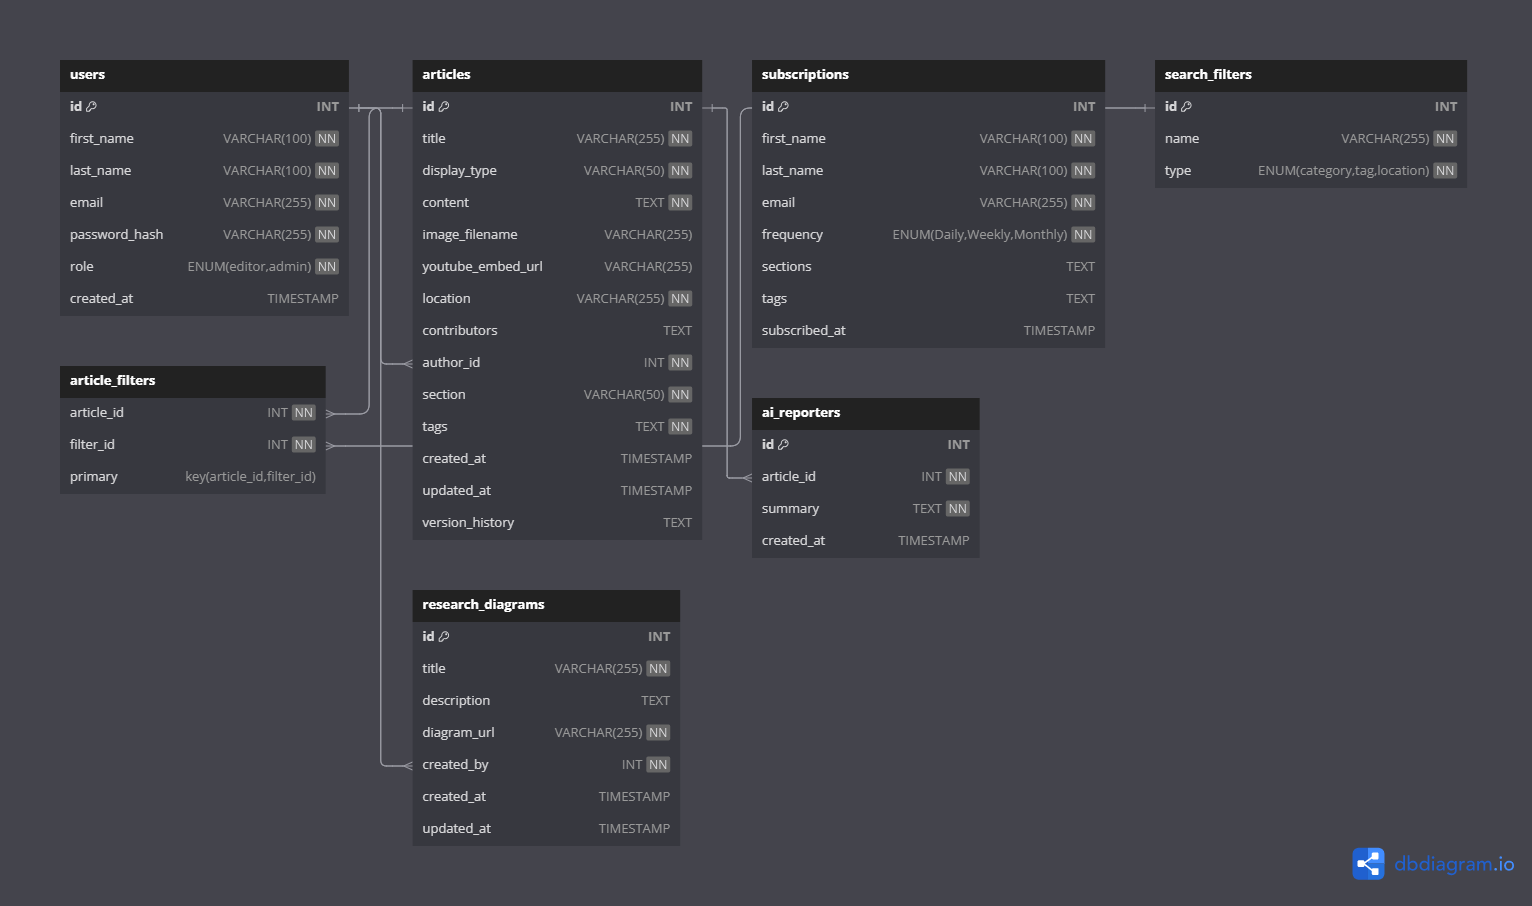 users
id INT
first_name VARCHAR(100) NN
last_name VARCHAR(100) NN
email VARCHAR(255) NN
password_hash VARCHAR(255) NN
role ENUM(editor,admin) NN
created_at TIMESTAMP
article_filters
article_id INT NN
filter_id INT NN
primary key(article_id,filter_id)
articles
id INT
title VARCHAR(255) NN
display_type VARCHAR(50) NN
content TEXT NN
image_filename VARCHAR(255)
youtube_embed_url VARCHAR(255)
location VARCHAR(255) NN
contributors TEXT
author_id INT NN
section VARCHAR(50) NN
tags TEXT NN
created_at TIMESTAMP
updated_at TIMESTAMP
version_history TEXT
research_diagrams
id INT
title VARCHAR(255) NN
description TEXT
diagram_url VARCHAR(255) NN
created_by INT NN
created_at TIMESTAMP
updated_at TIMESTAMP
subscriptions
id INT
first_name VARCHAR(100) NN
last_name VARCHAR(100) NN
email VARCHAR(255) NN
frequency ENUM(Daily,Weekly,Monthly) NN
sections TEXT
tags TEXT
subscribed_at TIMESTAMP
ai_reporters
id INT
article_id INT NN
summary TEXT NN
created_at TIMESTAMP
search_filters
id INT
name VARCHAR(255) NN
type ENUM(category,tag,location) NN
dbdiagram.io